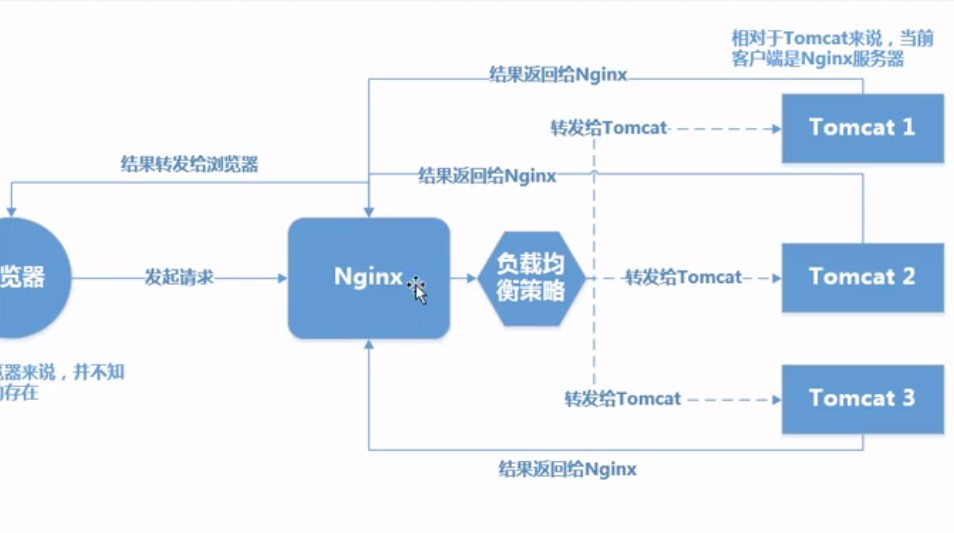 相对于Tomcat来说，当前
客户端是Nginx服务器
结果返回给Nginx
转发给Tomcat
Tomcat 1
结果转发给浏览器
结果返回给Nginx
览器
发起请求
Nginx
负载均
衡策略
转发给Tomcat
Tomcat 2
览器来说，并不知
存在
转发给Tomcat
Tomcat 3
结果返回给Nginx